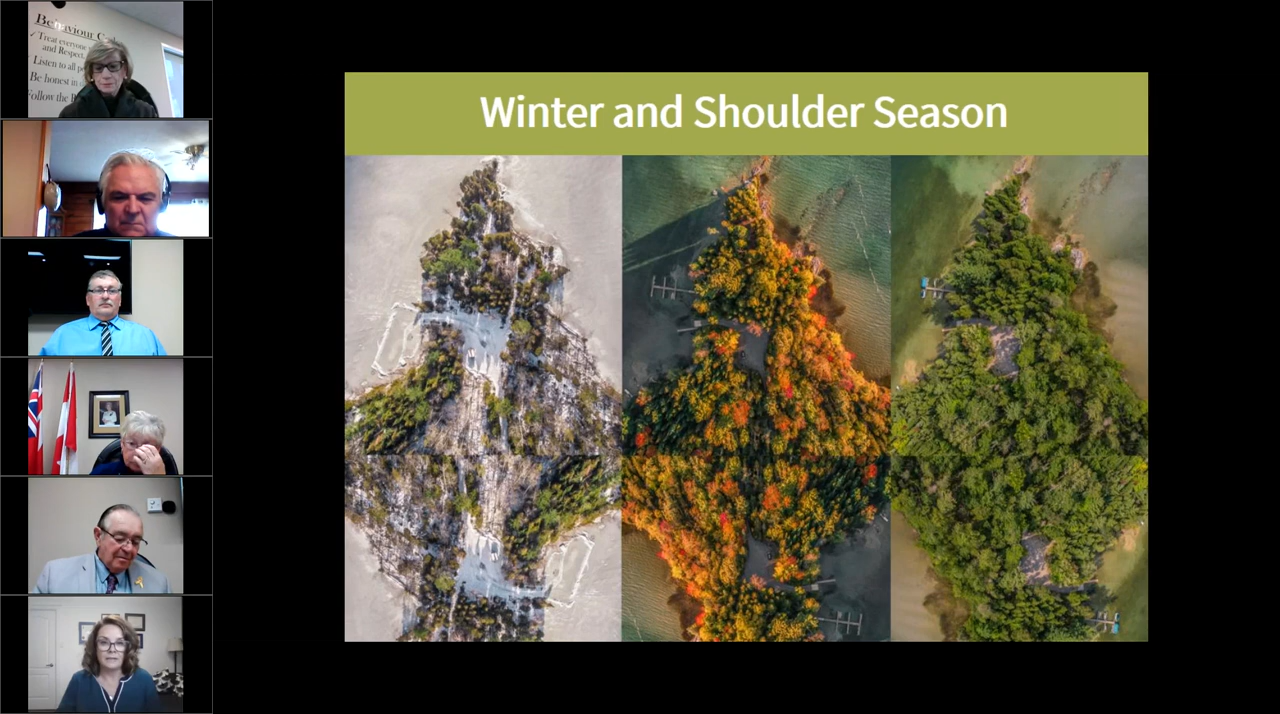 Behaviour
Treat everyone
and Respect.
Listen to all
Be honest in
Follow the
Winter and Shoulder Season